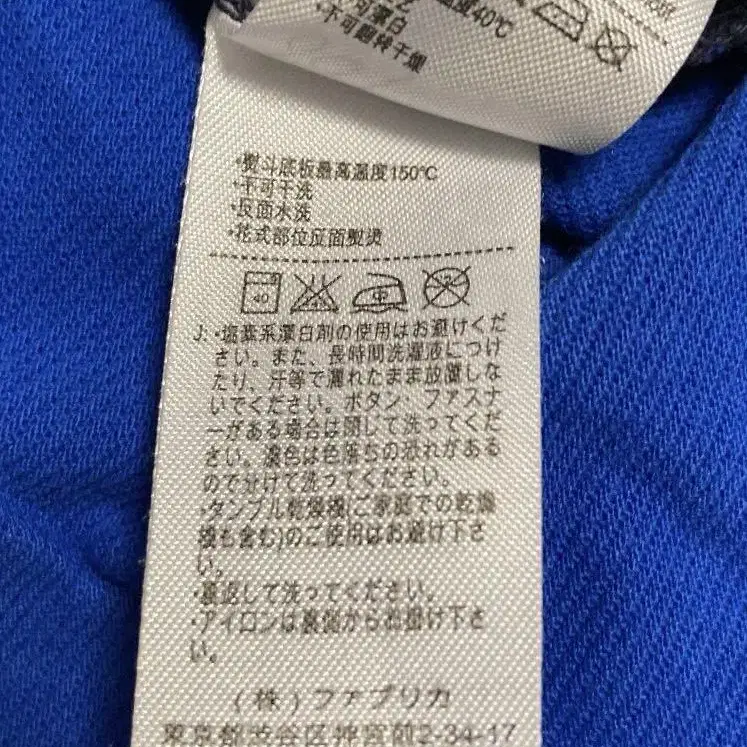 度40℃
不可漂白
•不可翻转干燥
•熨斗底板最高温度150℃
•不可干洗
•反面水洗
•花式部位反面熨烫
40
中
J: •塩素系漂白剤の使用はお避けくだ
さい。また、長時間洗濯液につけ
たり、汗等で濡れたまま放置しな
いでください。ボタン、ファスナ
ーがある場合は閉じて洗ってくだ
さい。濃色は色落ちの恐れがある
ので分けて洗ってください。
•タンブル乾燥機(ご家庭での乾燥
機も含む)のご使用はお避け下さ
い。
•裏返して洗ってください。
•アイロンは裏側からお掛け下さ
い。
(株)ファブリカ
東京都渋谷区神宮前2-34-17